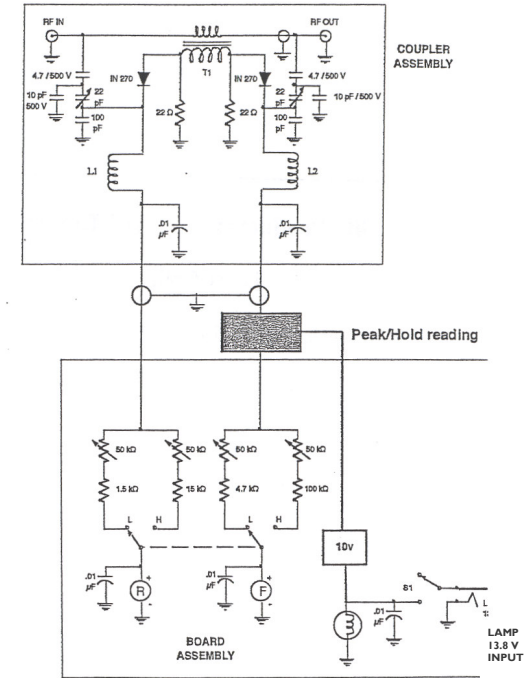 RF IN
RF OUT
COUPLER
ASSEMBLY
4.7 / 500 V
IN 270
T1
IN 270
4.7 / 500 V
10 pF
500 V
22
pF
22
pF
10 pF / 500 V
100
pF
22 Ω
22 Ω
100
pF
L1
L2
.01
µF
.01
µF
Peak/Hold reading
50 kΩ
50 kΩ
50 kΩ
50 kΩ
1.5 kΩ
15 kΩ
4.7 kΩ
100 kΩ
L
H
L
H
10v
.01
µF
R
+
-
.01
µF
F
+
-
.01
µF
S1
L
BOARD
ASSEMBLY
LAMP
13.8 V
INPUT